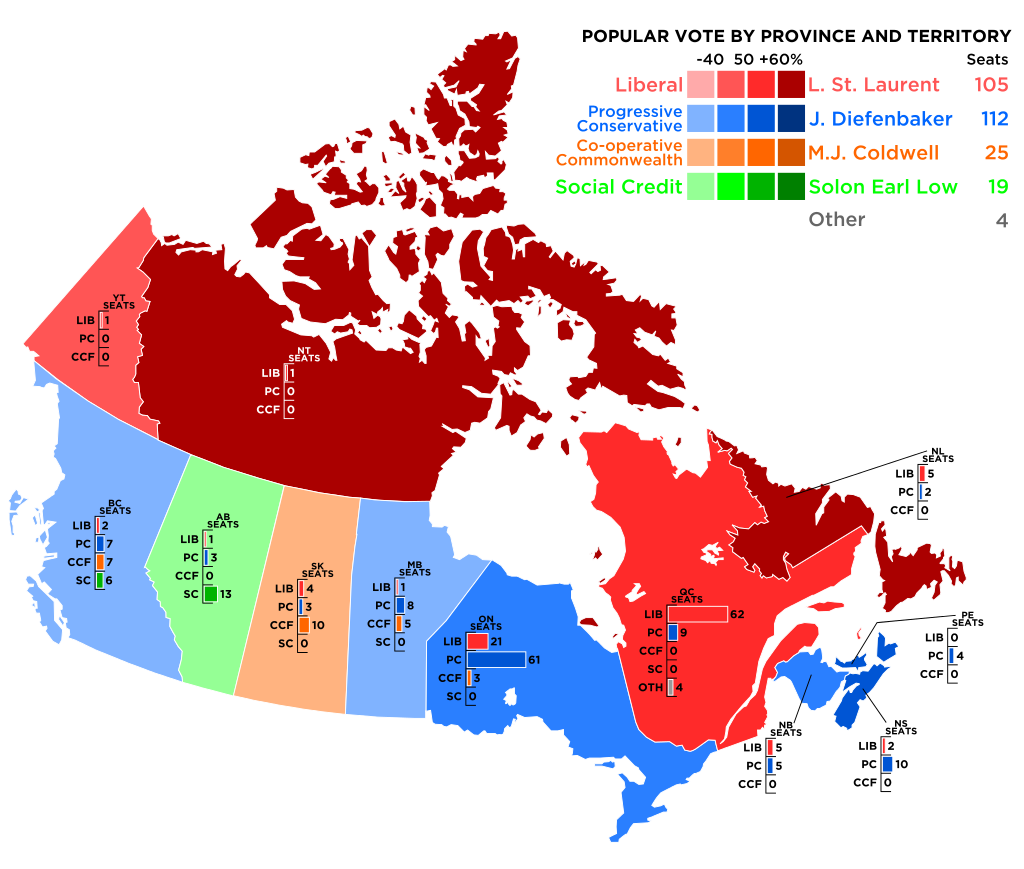 POPULAR VOTE BY PROVINCE AND TERRITORY
-40 50 +60% Seats
Liberal L. St. Laurent 105
Progressive
Conservative J. Diefenbaker 112
Co-operative
Commonwealth M.J. Coldwell 25
Social Credit Solon Earl Low 19
Other 4
YT
SEATS
LIB 1
PC 0
CCF 0
NT
SEATS
LIB 1
PC 0
CCF 0
NL
SEATS
LIB 5
PC 2
CCF 0
BC
SEATS
LIB 2
PC 7
CCF 7
SC 6
AB
SEATS
LIB 1
PC 3
CCF 0
SC 13
SK
SEATS
LIB 4
PC 3
CCF 10
SC 0
MB
SEATS
LIB 1
PC 8
CCF 5
SC 0
ON
SEATS
LIB 21
PC 61
CCF 3
SC 0
QC
SEATS
LIB 62
PC 9
CCF 0
SC 0
OTH 4
PE
SEATS
LIB 0
PC 4
CCF 0
NB
SEATS
LIB 5
PC 5
CCF 0
NS
SEATS
LIB 2
PC 10
CCF 0